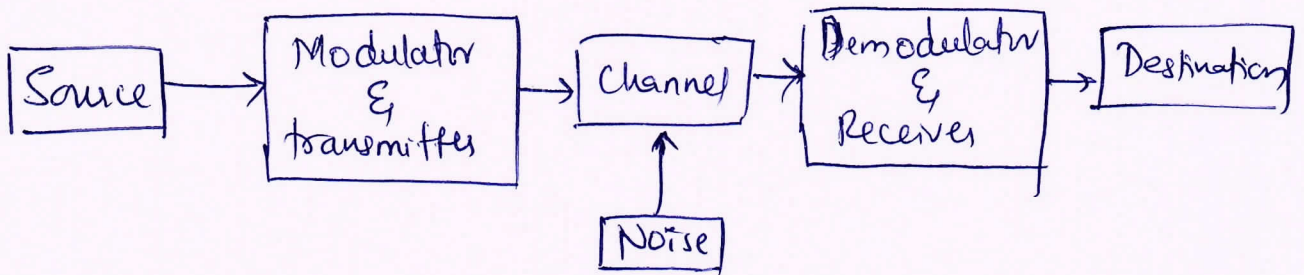 Source
Modulator
&
transmitter
Channel
Demodulator
&
Receiver
Destination
Noise